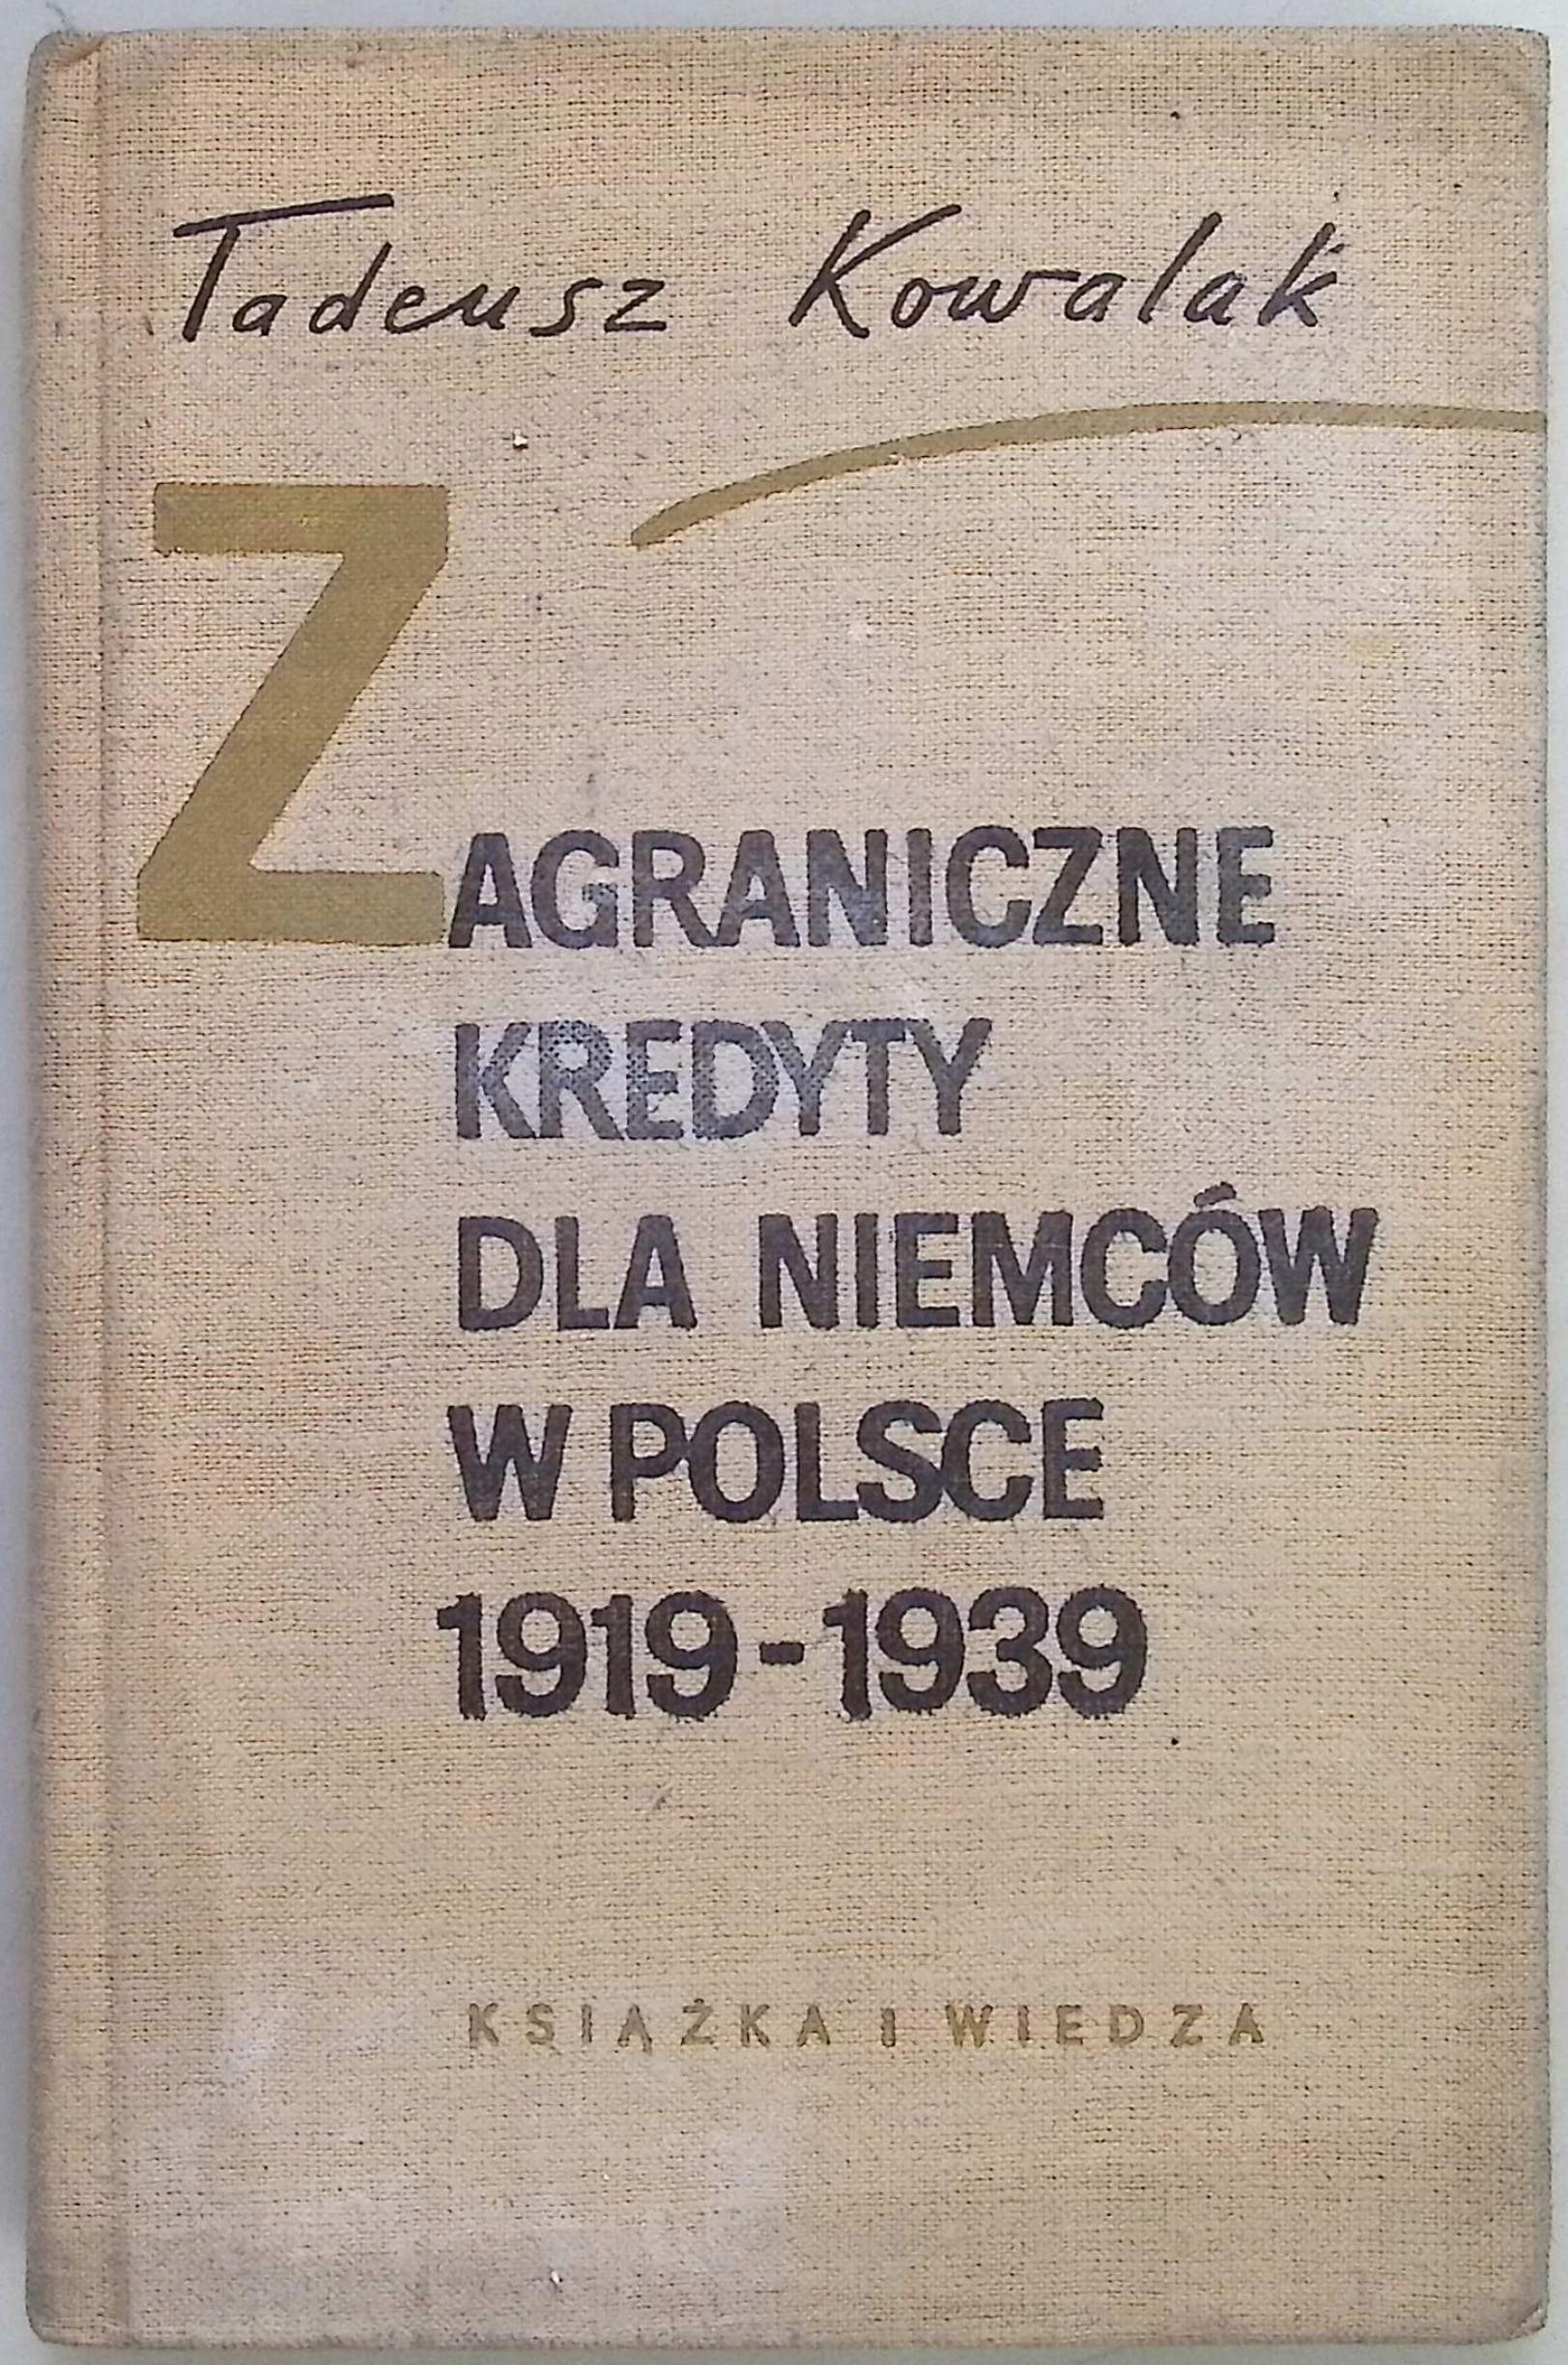 Tadeusz Kowalak
ZAGRANICZNE
KREDYTY
DLA NIEMCÓW
W POLSCE
1919-1939
KSIĄŻKA I WIEDZA